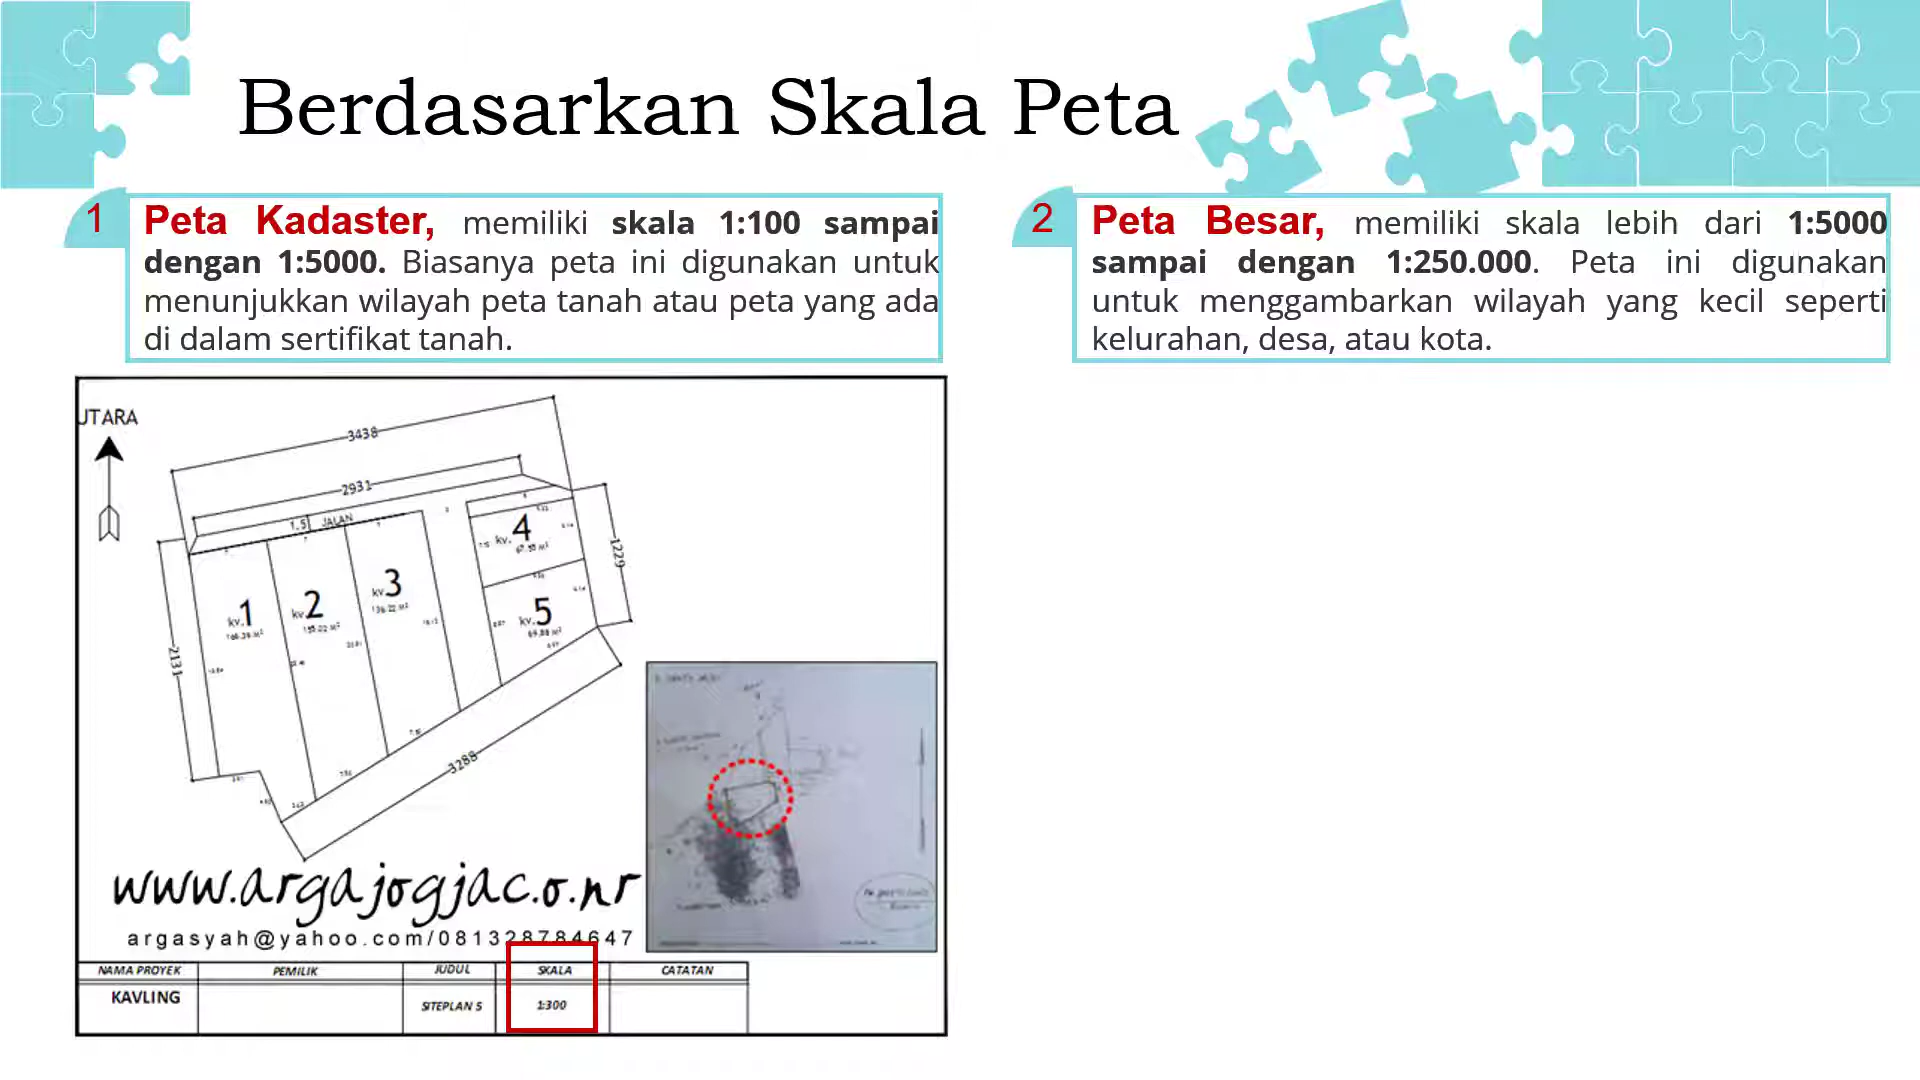 Berdasarkan Skala Peta
1
Peta Kadaster, memiliki skala 1:100 sampai
dengan 1:5000. Biasanya peta ini digunakan untuk
menunjukkan wilayah peta tanah atau peta yang ada
di dalam sertifikat tanah.
2
Peta Besar, memiliki skala lebih dari 1:5000
sampai dengan 1:250.000. Peta ini digunakan
untuk menggambarkan wilayah yang kecil seperti
kelurahan, desa, atau kota.
UTARA
3438
2931
1.5 JALAN
kv.1
kv.2
kv.3
kv.4
kv.5
1229
2131
3288
www.argajogjac.o.nr
argasyah@yahoo.com/081328784647
NAMA PROYEK PEMILIK JUDUL SKALA CATATAN
KAVLING SITEPLAN 5 1:300